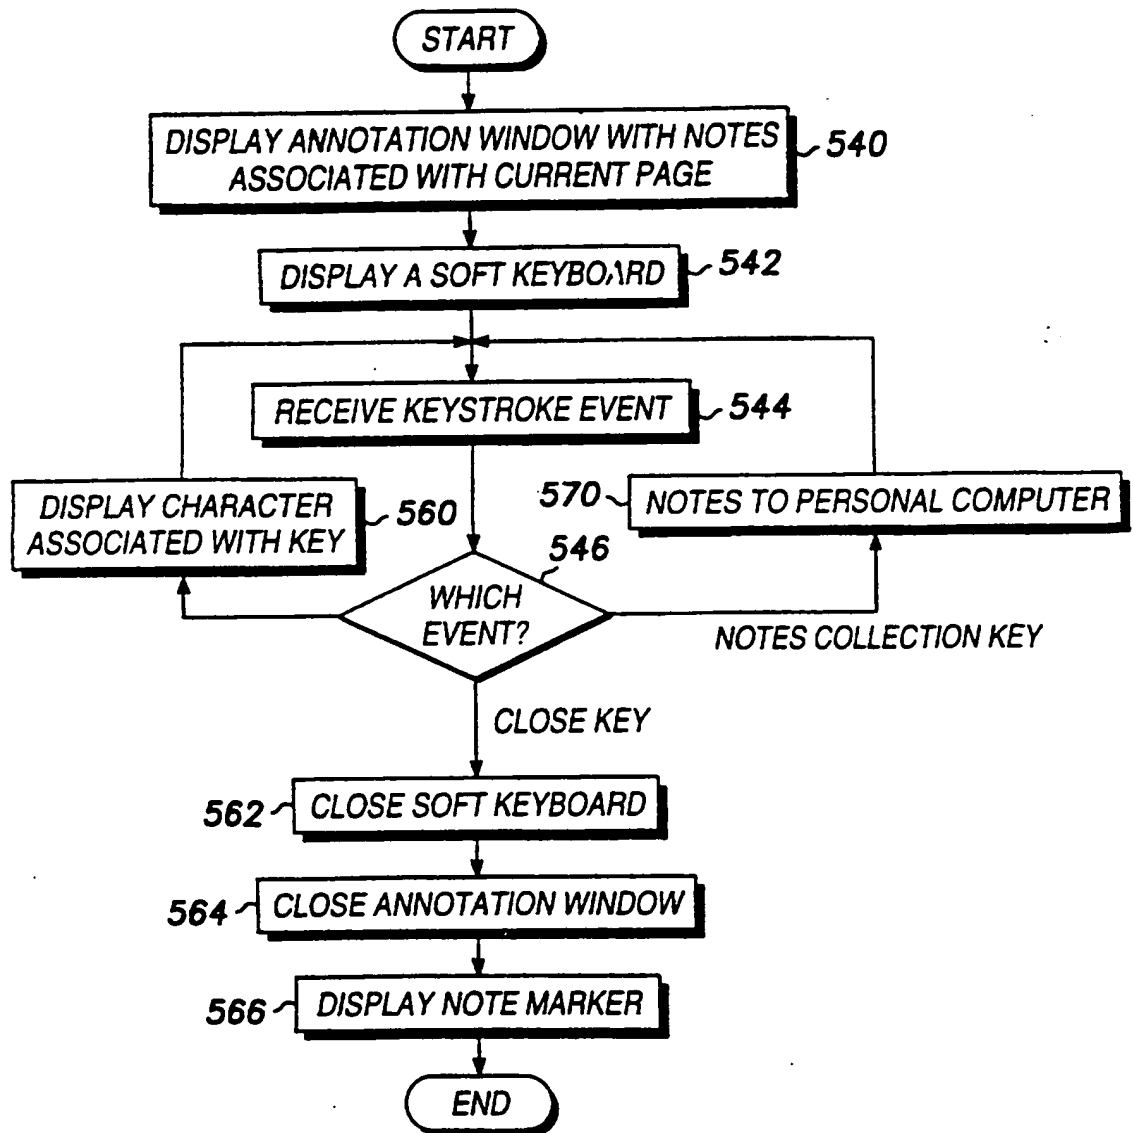 START
DISPLAY ANNOTATION WINDOW WITH NOTES
ASSOCIATED WITH CURRENT PAGE
540
DISPLAY A SOFT KEYBOARD
542
RECEIVE KEYSTROKE EVENT
544
DISPLAY CHARACTER
ASSOCIATED WITH KEY
560
570
NOTES TO PERSONAL COMPUTER
546
WHICH
EVENT?
NOTES COLLECTION KEY
CLOSE KEY
562
CLOSE SOFT KEYBOARD
564
CLOSE ANNOTATION WINDOW
566
DISPLAY NOTE MARKER
END